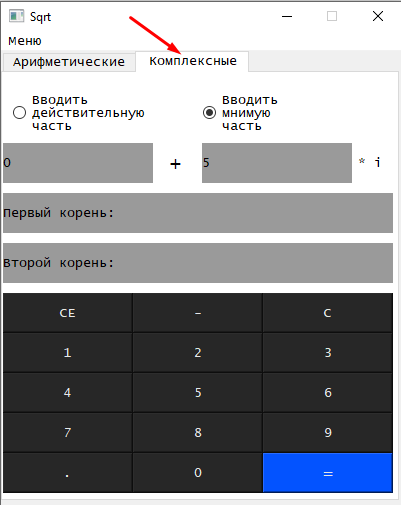 Sqrt
Меню
Арифметические
Комплексные
Вводить
действительную
часть
Вводить
мнимую
часть
0 + 5 * i
Первый корень:
Второй корень:
CE - C
1 2 3
4 5 6
7 8 9
. 0 =